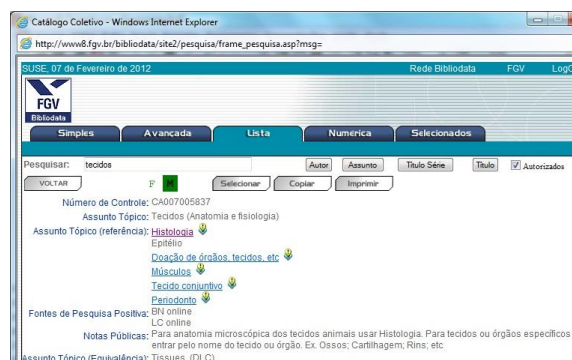 Catálogo Coletivo - Windows Internet Explorer
http://www8.fgv.br/bibliodata/site2/pesquisa/frame_pesquisa.asp?msg=
SUSE, 07 de Fevereiro de 2012 Rede Bibliodata FGV
FGV
Bibliodata
Simples Avançada Lista Numérica Selecionados
Pesquisar: tecidos Autor Assunto Título Série Título Autorizados
VOLTAR F M Selecionar Copiar Imprimir
Número de Controle: CA007005837
Assunto Tópico: Tecidos (Anatomia e fisiologia)
Assunto Tópico (referência): Histologia
Epitélio
Doação de órgãos, tecidos, etc
Músculos
Tecido conjuntivo
Periodonto
Fontes de Pesquisa Positiva: BN online
LC online
Notas Públicas: Para anatomia microscópica dos tecidos animais usar Histologia. Para tecidos ou órgãos específicos
entrar pelo nome do tecido ou órgão. Ex. Ossos; Cartilhagem; Rins; etc
Assunto Tópico (Equivalência): Tissues (DLC)